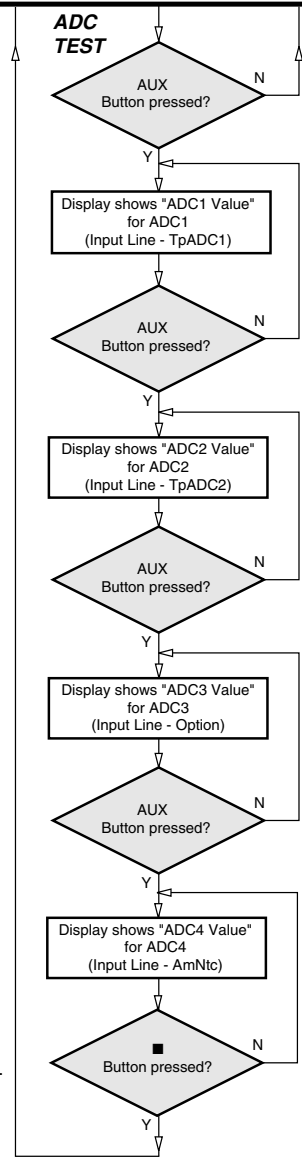 ADC
TEST
AUX
Button pressed?
N
Y
Display shows "ADC1 Value"
for ADC1
(Input Line - TpADC1)
AUX
Button pressed?
N
Y
Display shows "ADC2 Value"
for ADC2
(Input Line - TpADC2)
AUX
Button pressed?
N
Y
Display shows "ADC3 Value"
for ADC3
(Input Line - Option)
AUX
Button pressed?
N
Y
Display shows "ADC4 Value"
for ADC4
(Input Line - AmNtc)
■
Button pressed?
N
Y